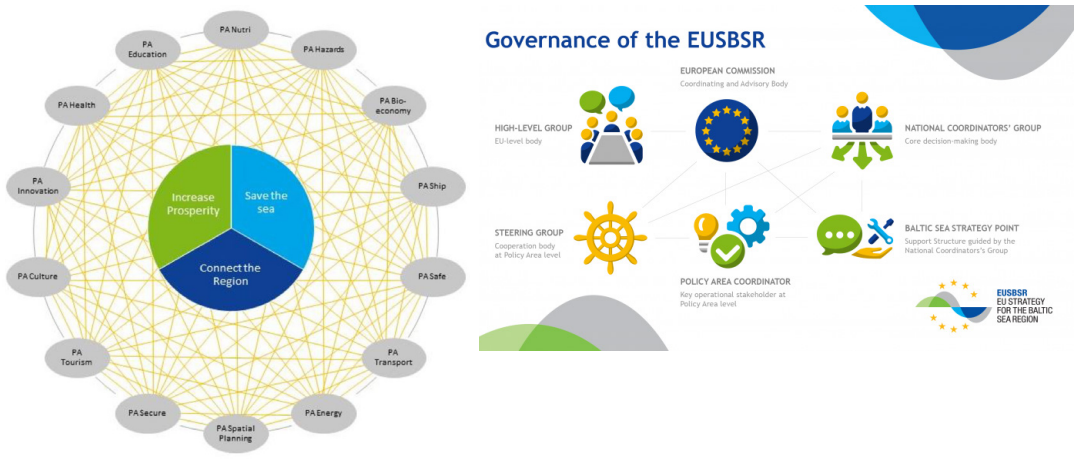 PA Nutri
PA Hazards
PA Bio-
economy
PA Ship
PA Safe
PA
Transport
PA Energy
PA Spatial
Planning
PA Secure
PA
Tourism
PA Culture
PA
Innovation
PA Health
PA
Education
Increase
Prosperity
Save the
sea
Connect the
Region
Governance of the EUSBSR
EUROPEAN COMMISSION
Coordinating and Advisory Body
HIGH-LEVEL GROUP
EU-level body
NATIONAL COORDINATORS' GROUP
Core decision-making body
STEERING GROUP
Cooperation body
at Policy Area level
POLICY AREA COORDINATOR
Key operational stakeholder at
Policy Area level
BALTIC SEA STRATEGY POINT
Support Structure guided by the
National Coordinators's Group
EUSBSR
EU STRATEGY
FOR THE BALTIC
SEA REGION